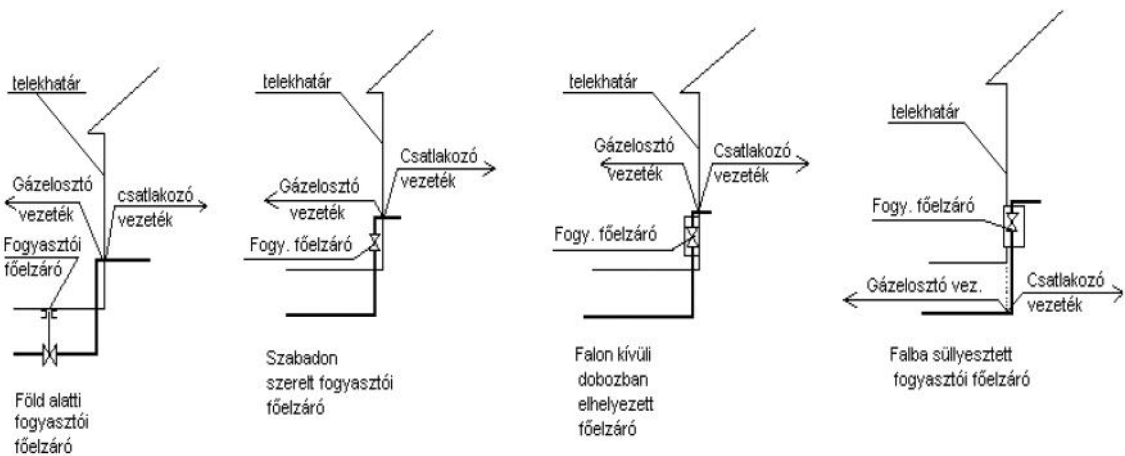 telekhatár
Gázelosztó
vezeték
csatlakozó
vezeték
Fogyasztói
főelzáró
Föld alatti
fogyasztói
főelzáró
telekhatár
Csatlakozó
vezeték
Gázelosztó
vezeték
Fogy. főelzáró
Szabadon
szerelt fogyasztói
főelzáró
telekhatár
Gázelosztó
vezeték
Csatlakozó
vezeték
Fogy. főelzáró
Falon kívüli
dobozban
elhelyezett
főelzáró
telekhatár
Fogy. főelzáró
Gázelosztó vez.
Csatlakozó
vezeték
Falba süllyesztett
fogyasztói főelzáró